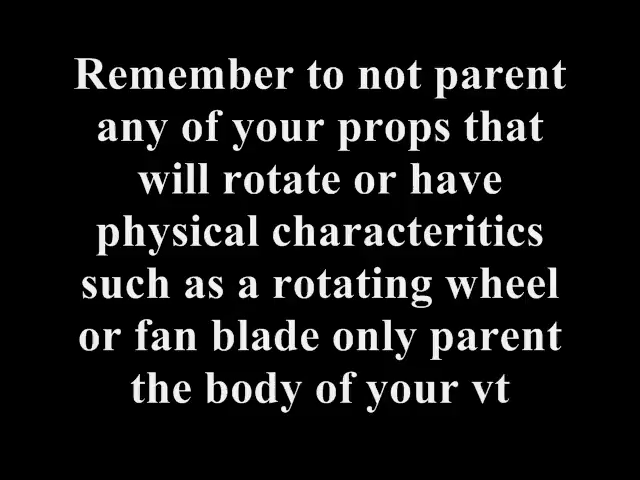 Remember to not parent
any of your props that
will rotate or have
physical characteritics
such as a rotating wheel
or fan blade only parent
the body of your vt